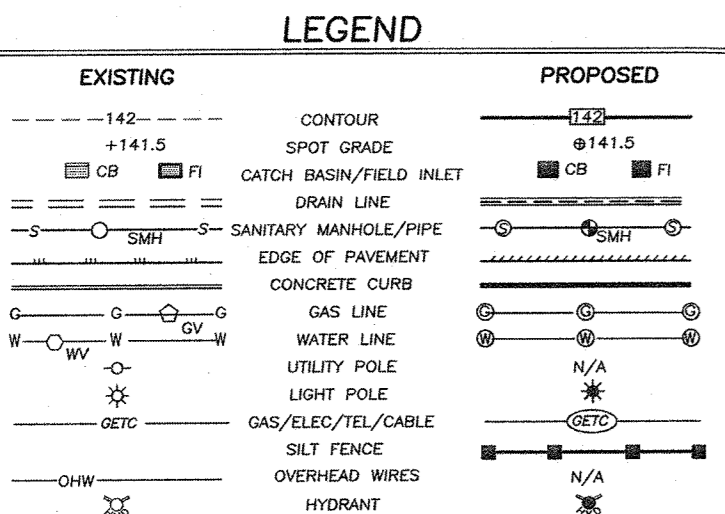 LEGEND
EXISTING PROPOSED
142 CONTOUR 142
+141.5 SPOT GRADE ⊕141.5
CB FI CATCH BASIN/FIELD INLET CB FI
DRAIN LINE
S SMH S SANITARY MANHOLE/PIPE S SMH S
EDGE OF PAVEMENT
CONCRETE CURB
G G GV G GAS LINE G G G
W WV W W WATER LINE W W W
UTILITY POLE N/A
LIGHT POLE
GETC GAS/ELEC/TEL/CABLE GETC
SILT FENCE
OHW OVERHEAD WIRES N/A
HYDRANT